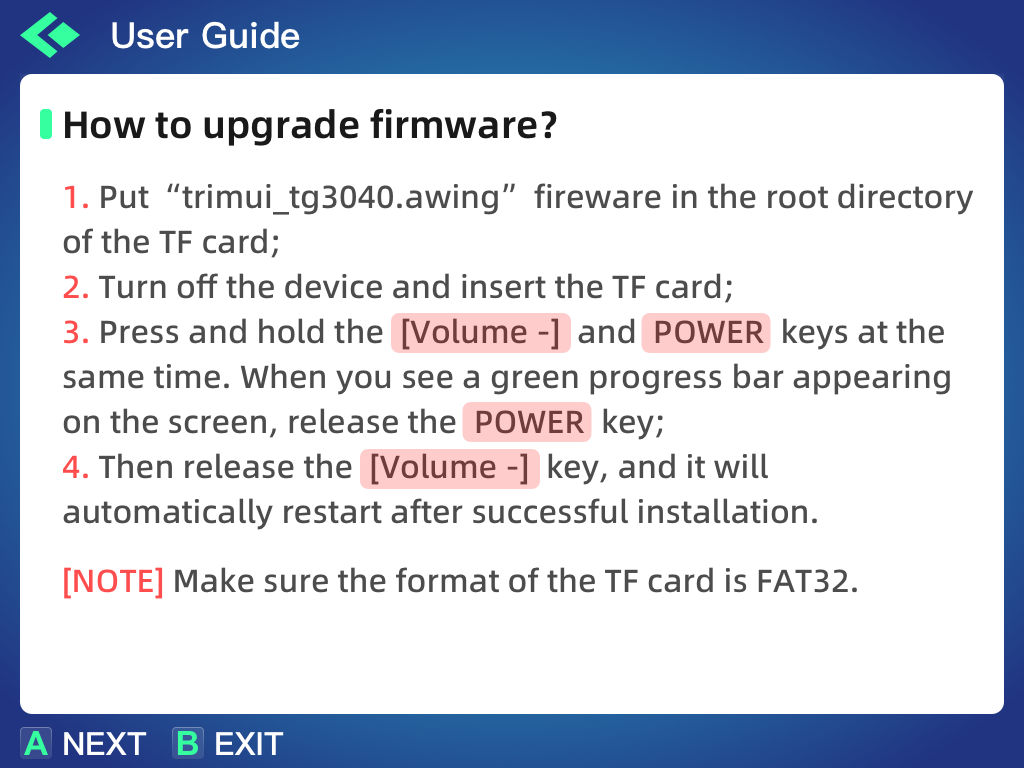 User Guide
How to upgrade firmware?
1. Put “trimui_tg3040.awing” fireware in the root directory
of the TF card;
2. Turn off the device and insert the TF card;
3. Press and hold the [Volume -] and POWER keys at the
same time. When you see a green progress bar appearing
on the screen, release the POWER key;
4. Then release the [Volume -] key, and it will
automatically restart after successful installation.
[NOTE] Make sure the format of the TF card is FAT32.
A NEXT B EXIT